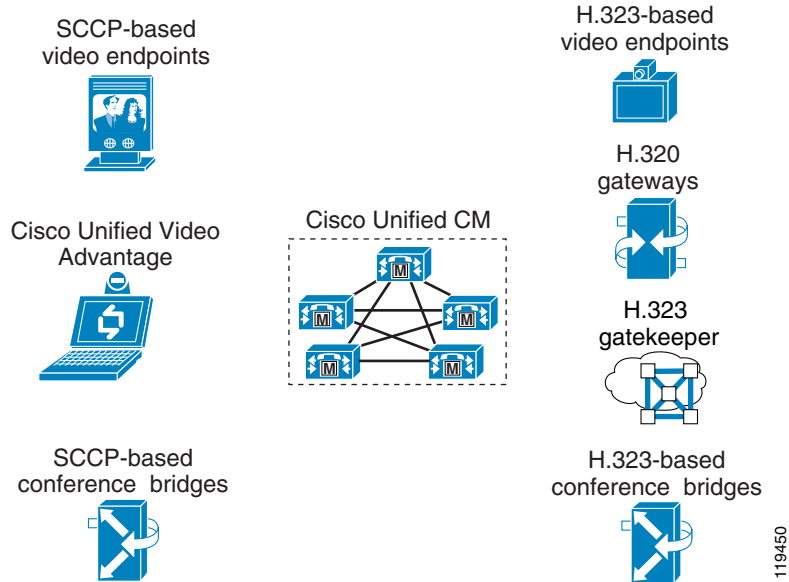 SCCP-based
video endpoints
H.323-based
video endpoints
H.320
gateways
Cisco Unified Video
Advantage
Cisco Unified CM
M
M
M
M
M
H.323
gatekeeper
SCCP-based
conference bridges
H.323-based
conference bridges
119450